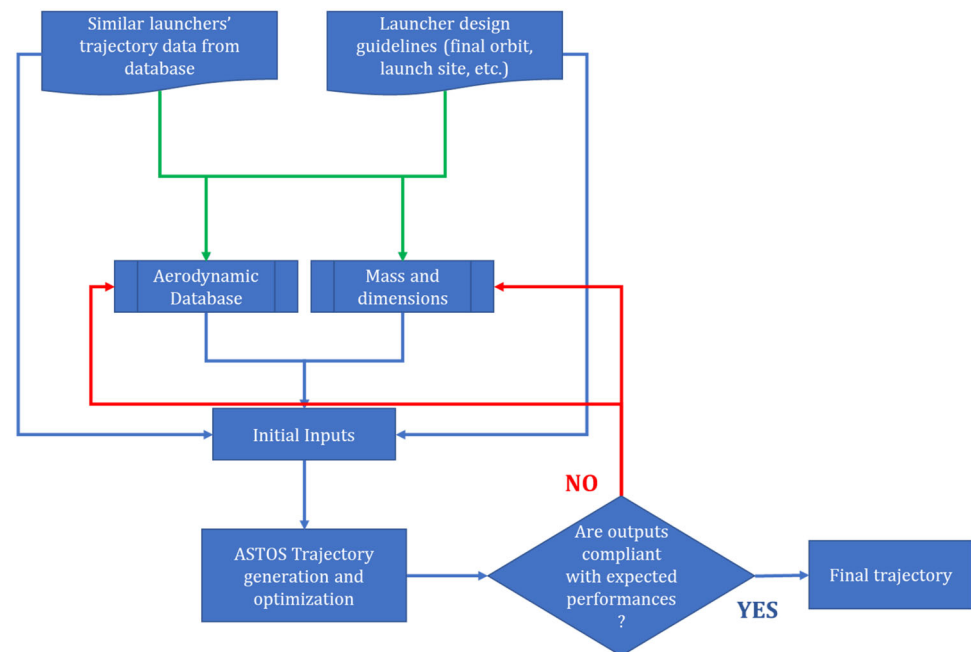 Similar launchers’
trajectory data from
database
Launcher design
guidelines (final orbit,
launch site, etc.)
Aerodynamic
Database
Mass and
dimensions
Initial Inputs
NO
ASTOS Trajectory
generation and
optimization
Are outputs
compliant
with expected
performances
?
YES
Final trajectory